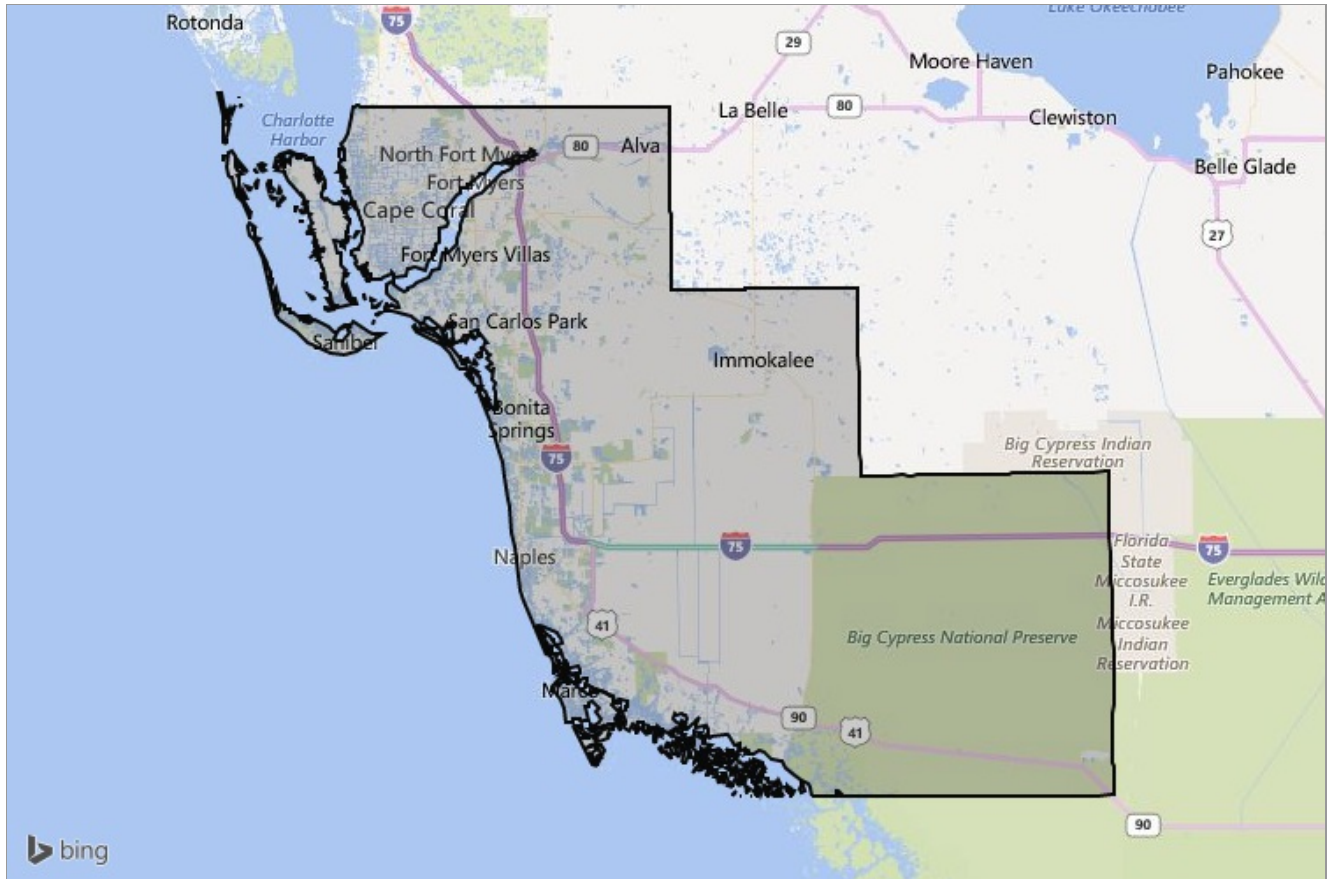 Lake Okeechobee
Rotonda
75
29
Moore Haven
Pahokee
La Belle
80
Clewiston
Charlotte
Harbor
North Fort Myers
80
Alva
Belle Glade
Fort Myers
Cape Coral
27
Fort Myers Villas
San Carlos Park
Sanibel
Immokalee
Bonita
Springs
Big Cypress Indian
Reservation
75
Naples
75
Florida
State
Miccosukee
I.R.
75
Everglades Wild
Management A
41
Big Cypress National Preserve
Miccosukee
Indian
Reservation
Marco
90
41
90
bing